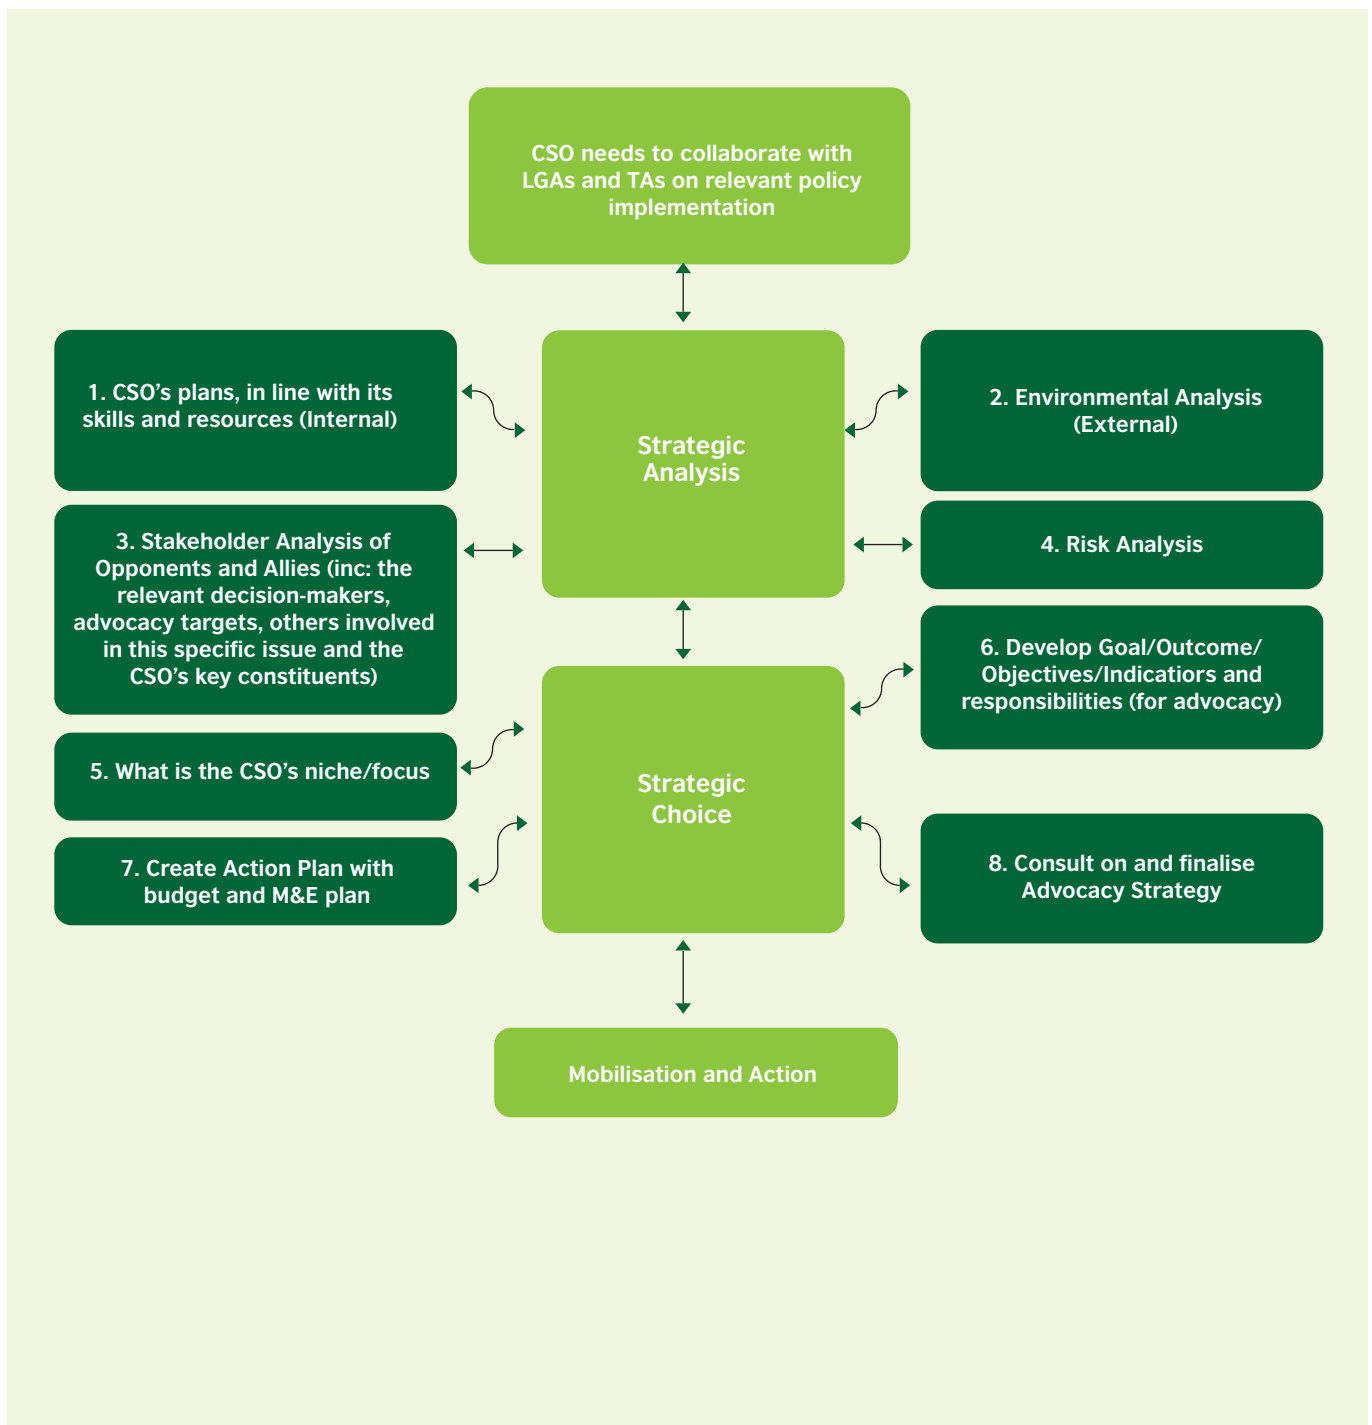 CSO needs to collaborate with
LGAs and TAs on relevant policy
implementation
1. CSO’s plans, in line with its
skills and resources (Internal)
Strategic
Analysis
2. Environmental Analysis
(External)
3. Stakeholder Analysis of
Opponents and Allies (inc: the
relevant decision-makers,
advocacy targets, others involved
in this specific issue and the
CSO’s key constituents)
4. Risk Analysis
5. What is the CSO’s niche/focus
Strategic
Choice
6. Develop Goal/Outcome/
Objectives/Indicatiors and
responsibilities (for advocacy)
7. Create Action Plan with
budget and M&E plan
8. Consult on and finalise
Advocacy Strategy
Mobilisation and Action